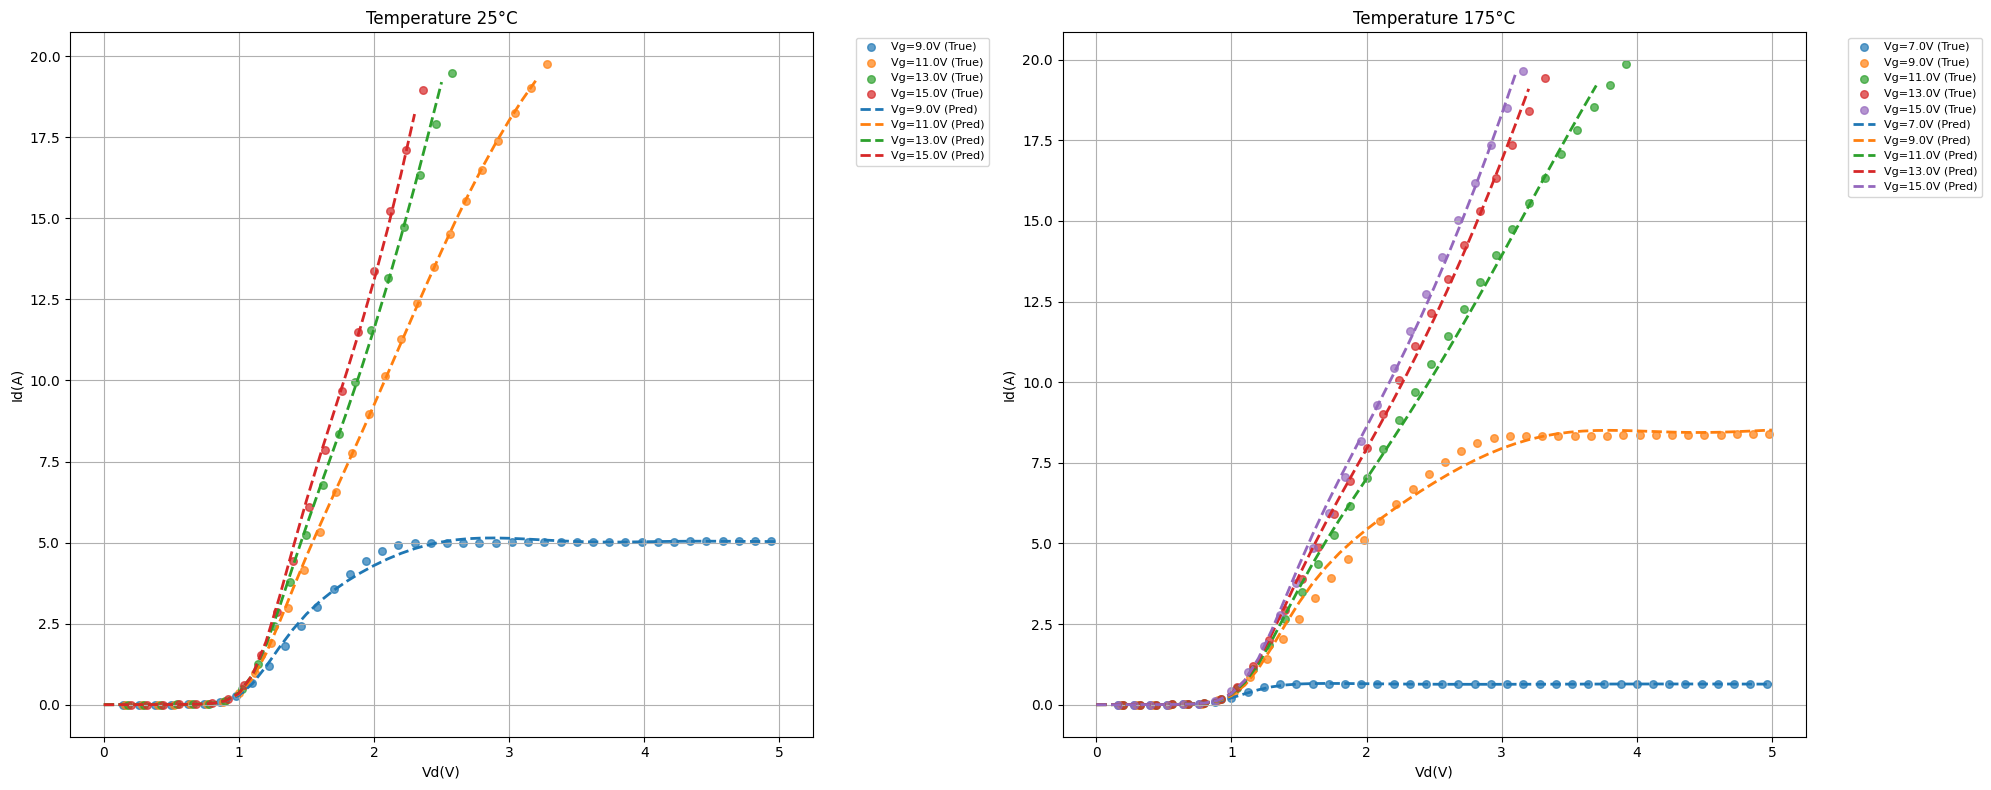 Temperature 25°C
Id(A)
20.0
17.5
15.0
12.5
10.0
7.5
5.0
2.5
0.0
0 1 2 3 4 5
Vd(V)
Vg=9.0V (True)
Vg=11.0V (True)
Vg=13.0V (True)
Vg=15.0V (True)
Vg=9.0V (Pred)
Vg=11.0V (Pred)
Vg=13.0V (Pred)
Vg=15.0V (Pred)
Temperature 175°C
Id(A)
20.0
17.5
15.0
12.5
10.0
7.5
5.0
2.5
0.0
0 1 2 3 4 5
Vd(V)
Vg=7.0V (True)
Vg=9.0V (True)
Vg=11.0V (True)
Vg=13.0V (True)
Vg=15.0V (True)
Vg=7.0V (Pred)
Vg=9.0V (Pred)
Vg=11.0V (Pred)
Vg=13.0V (Pred)
Vg=15.0V (Pred)